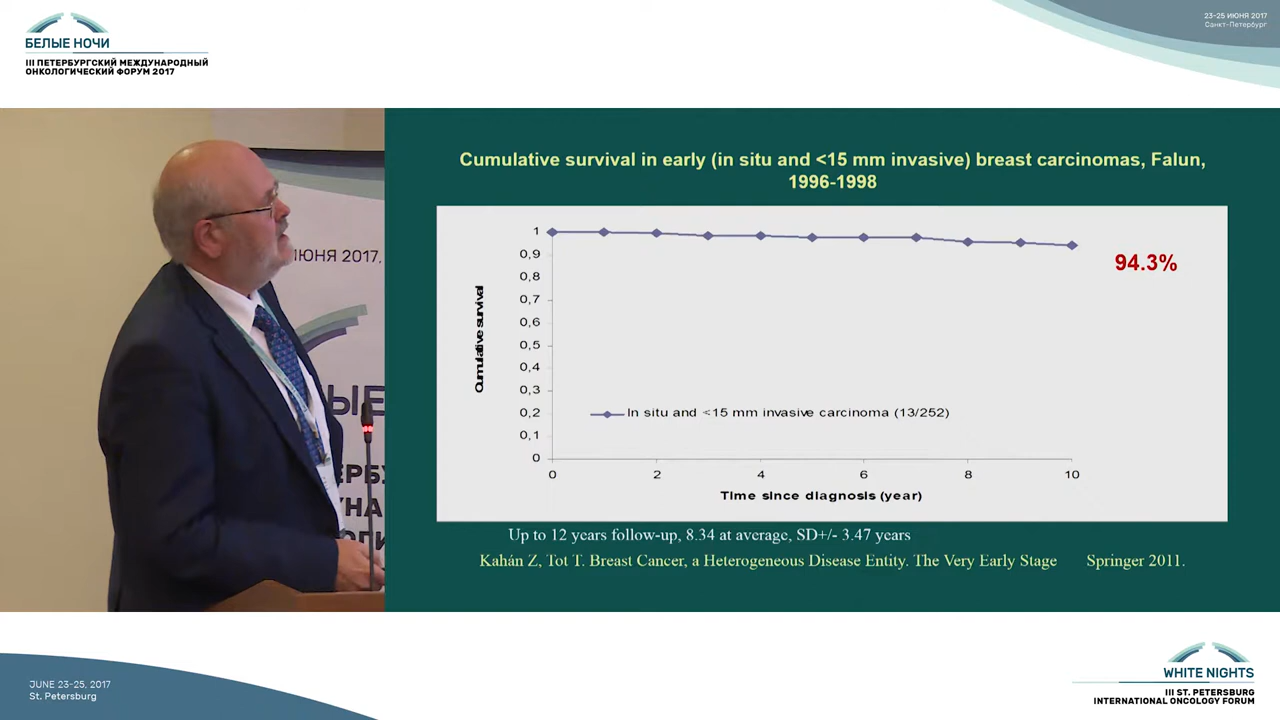 БЕЛЫЕ НОЧИ
III ПЕТЕРБУРГСКИЙ МЕЖДУНАРОДНЫЙ
ОНКОЛОГИЧЕСКИЙ ФОРУМ 2017
23-25 ИЮНЯ 2017
Санкт-Петербург
ИЮНЯ 2017.
Cumulative survival in early (in situ and <15 mm invasive) breast carcinomas, Falun,
1996-1998
Cumulative survival
1
0,9
0,8
0,7
0,6
0,5
0,4
0,3
0,2
0,1
0
0 2 4 6 8 10
Time since diagnosis (year)
In situ and <15 mm invasive carcinoma (13/252)
94.3%
Up to 12 years follow-up, 8.34 at average, SD+/- 3.47 years
Kahán Z, Tot T. Breast Cancer, a Heterogeneous Disease Entity. The Very Early Stage Springer 2011.
JUNE 23-25, 2017
St. Petersburg
WHITE NIGHTS
III ST. PETERSBURG
INTERNATIONAL ONCOLOGY FORUM